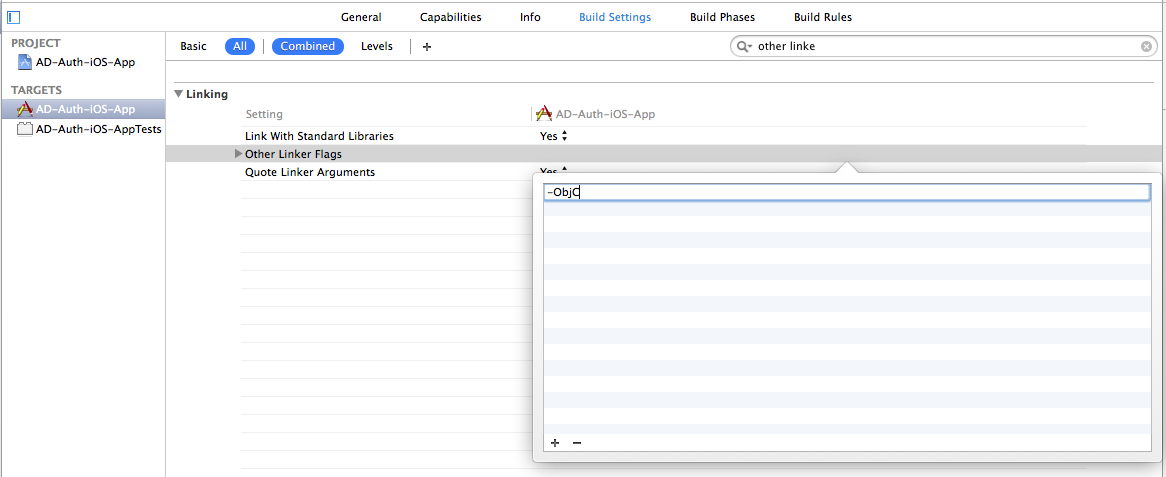 General Capabilities Info Build Settings Build Phases Build Rules
PROJECT
AD-Auth-iOS-App
TARGETS
AD-Auth-iOS-App
AD-Auth-iOS-AppTests
Basic All Combined Levels + other linke
Linking
Setting AD-Auth-iOS-App
Link With Standard Libraries Yes
Other Linker Flags
Quote Linker Arguments Yes
-ObjC
+ −